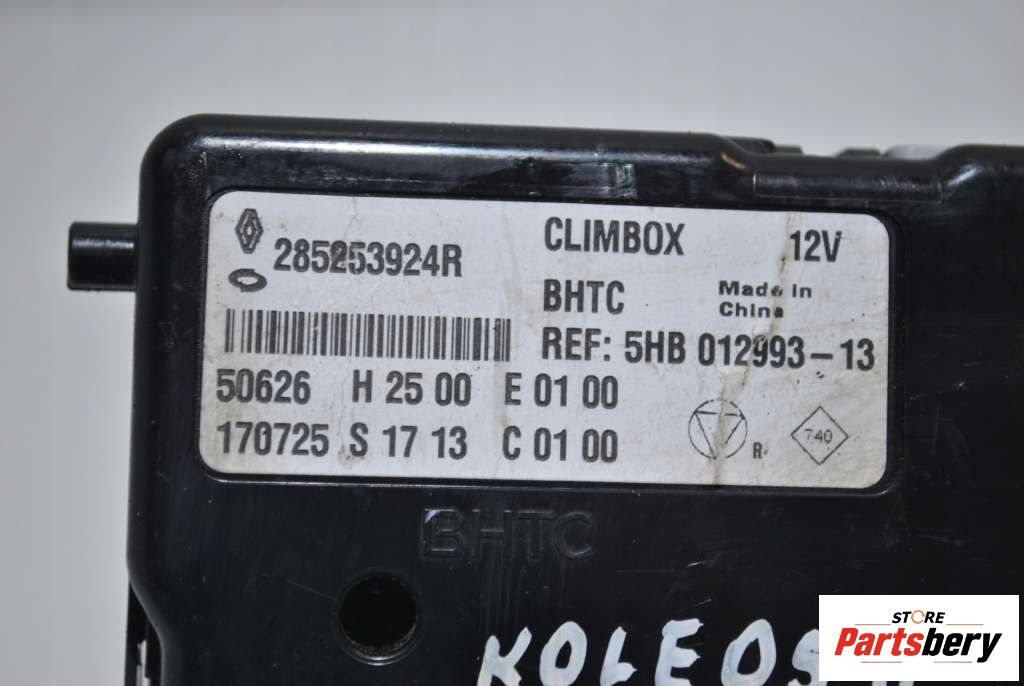 285253924R CLIMBOX 12V
BHTC Made in
China
REF: 5HB 012993-13
50626 H 25 00 E 01 00
170725 S 17 13 C 01 00
R
740
BHTC
KOLEOS
STORE
Partsbery